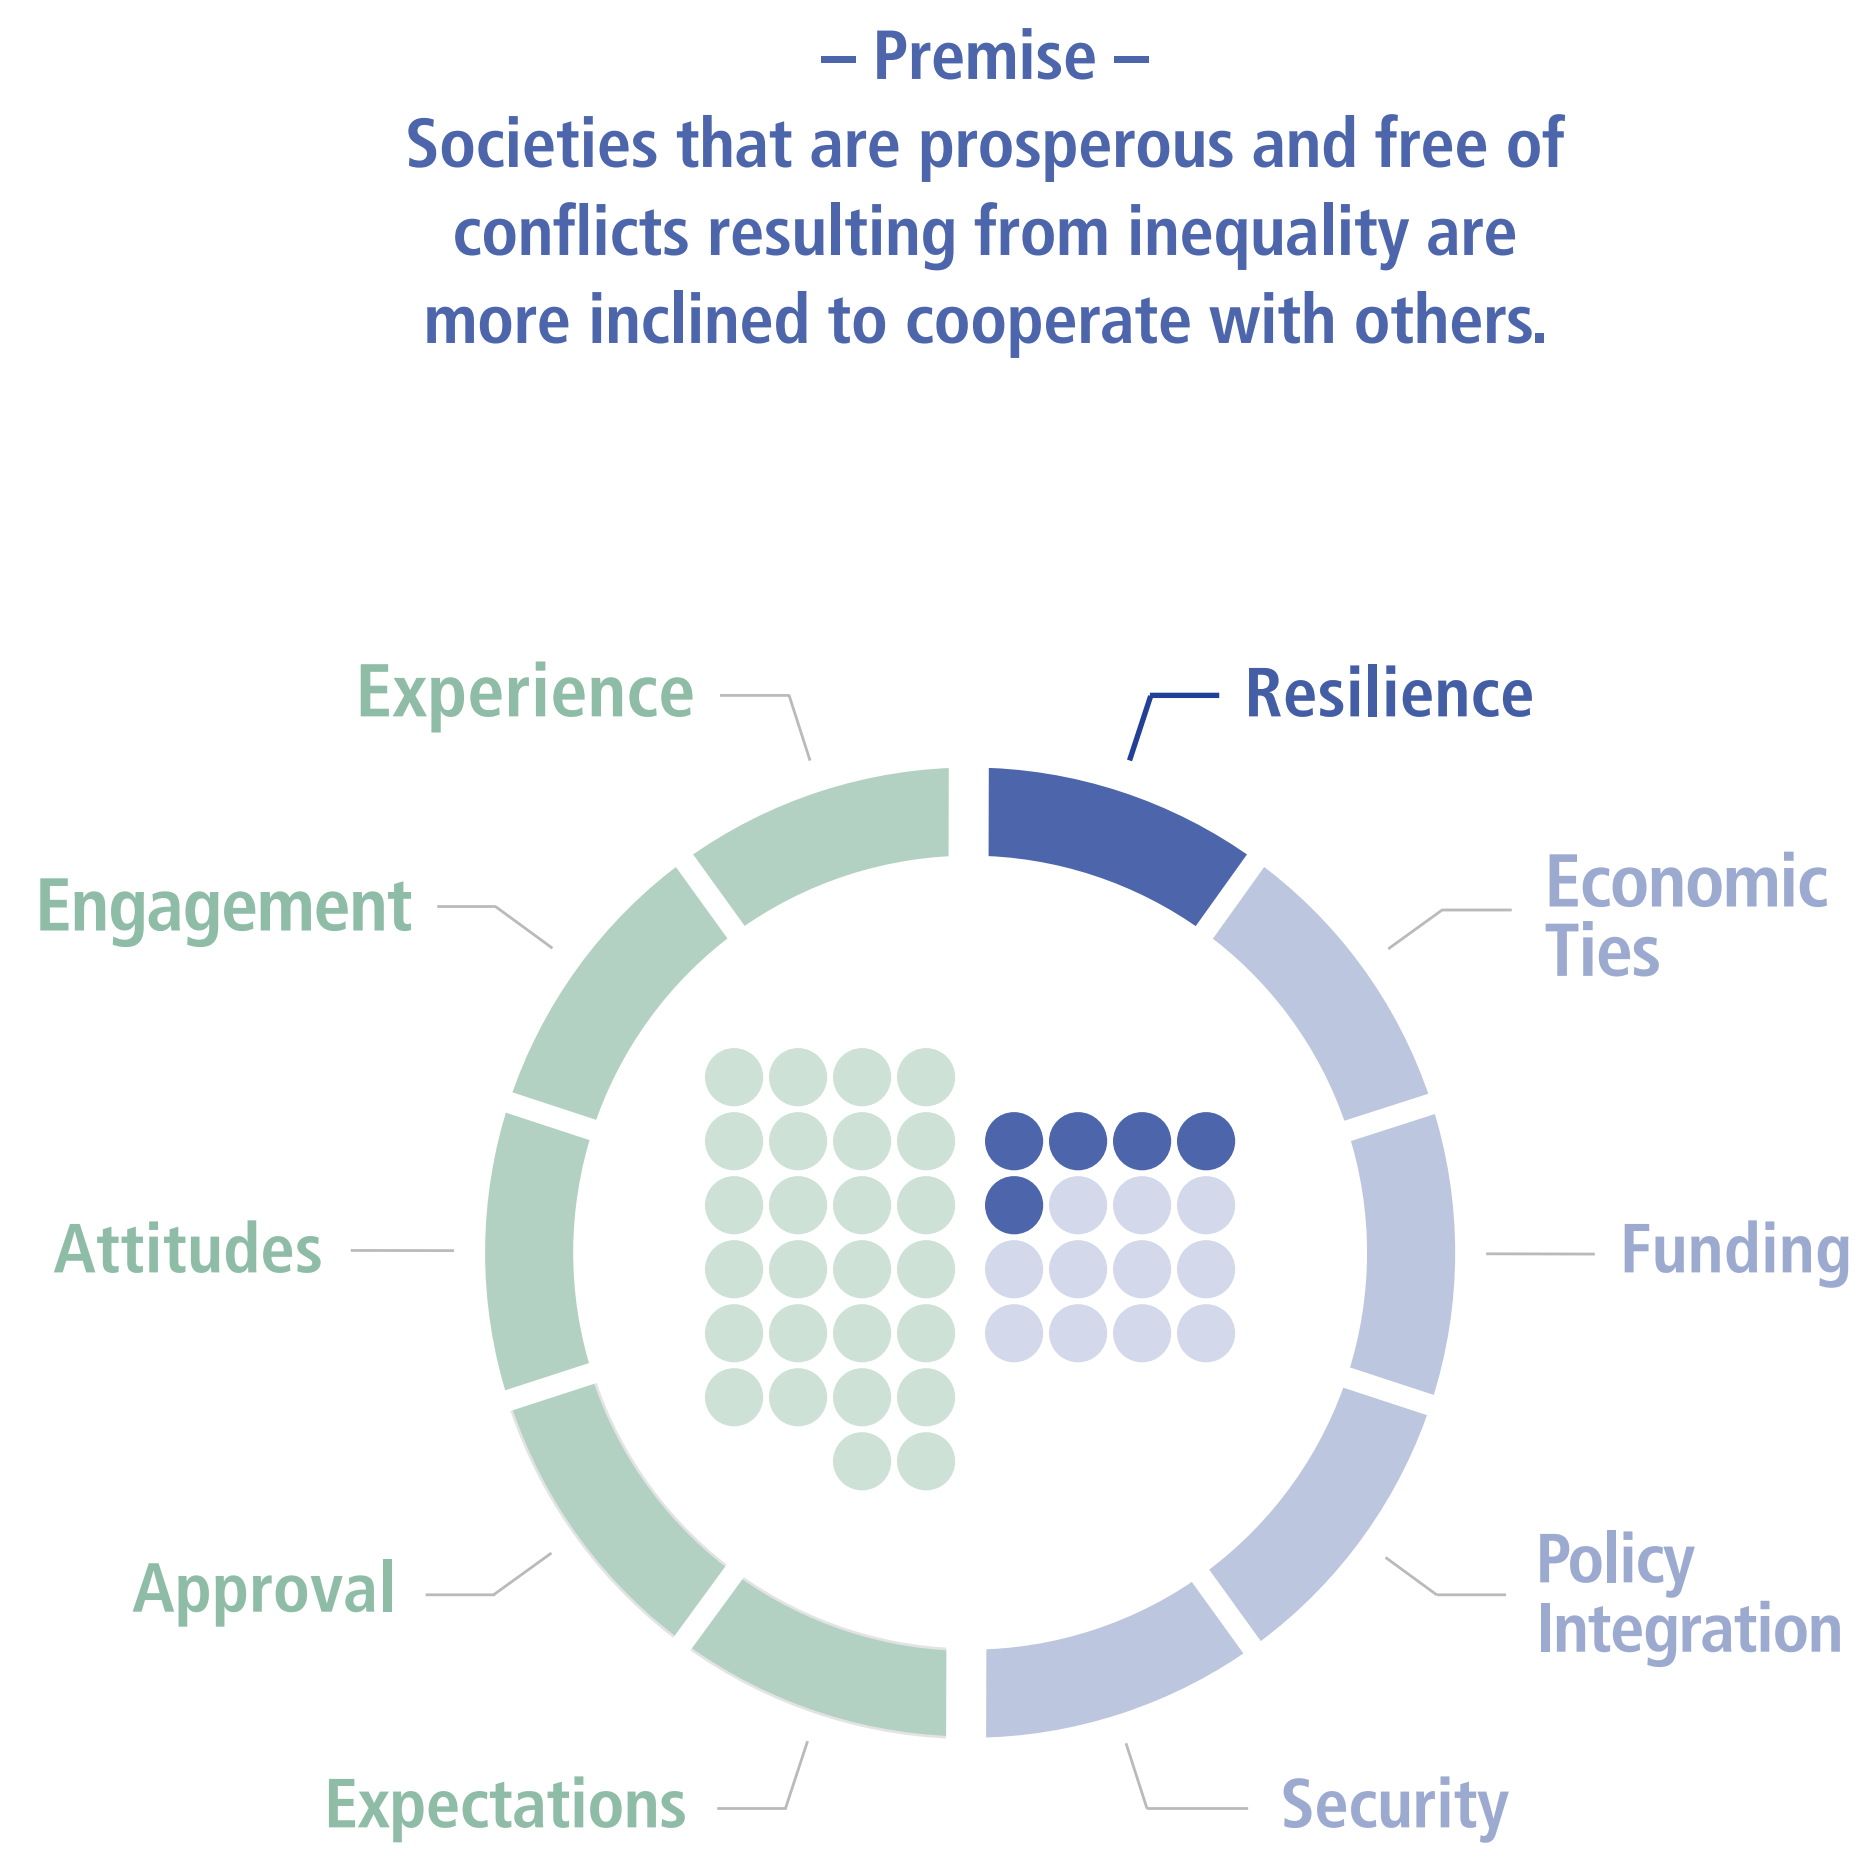 – Premise –
Societies that are prosperous and free of
conflicts resulting from inequality are
more inclined to cooperate with others.
Experience
Resilience
Engagement
Economic
Ties
Attitudes
Funding
Approval
Policy
Integration
Expectations
Security